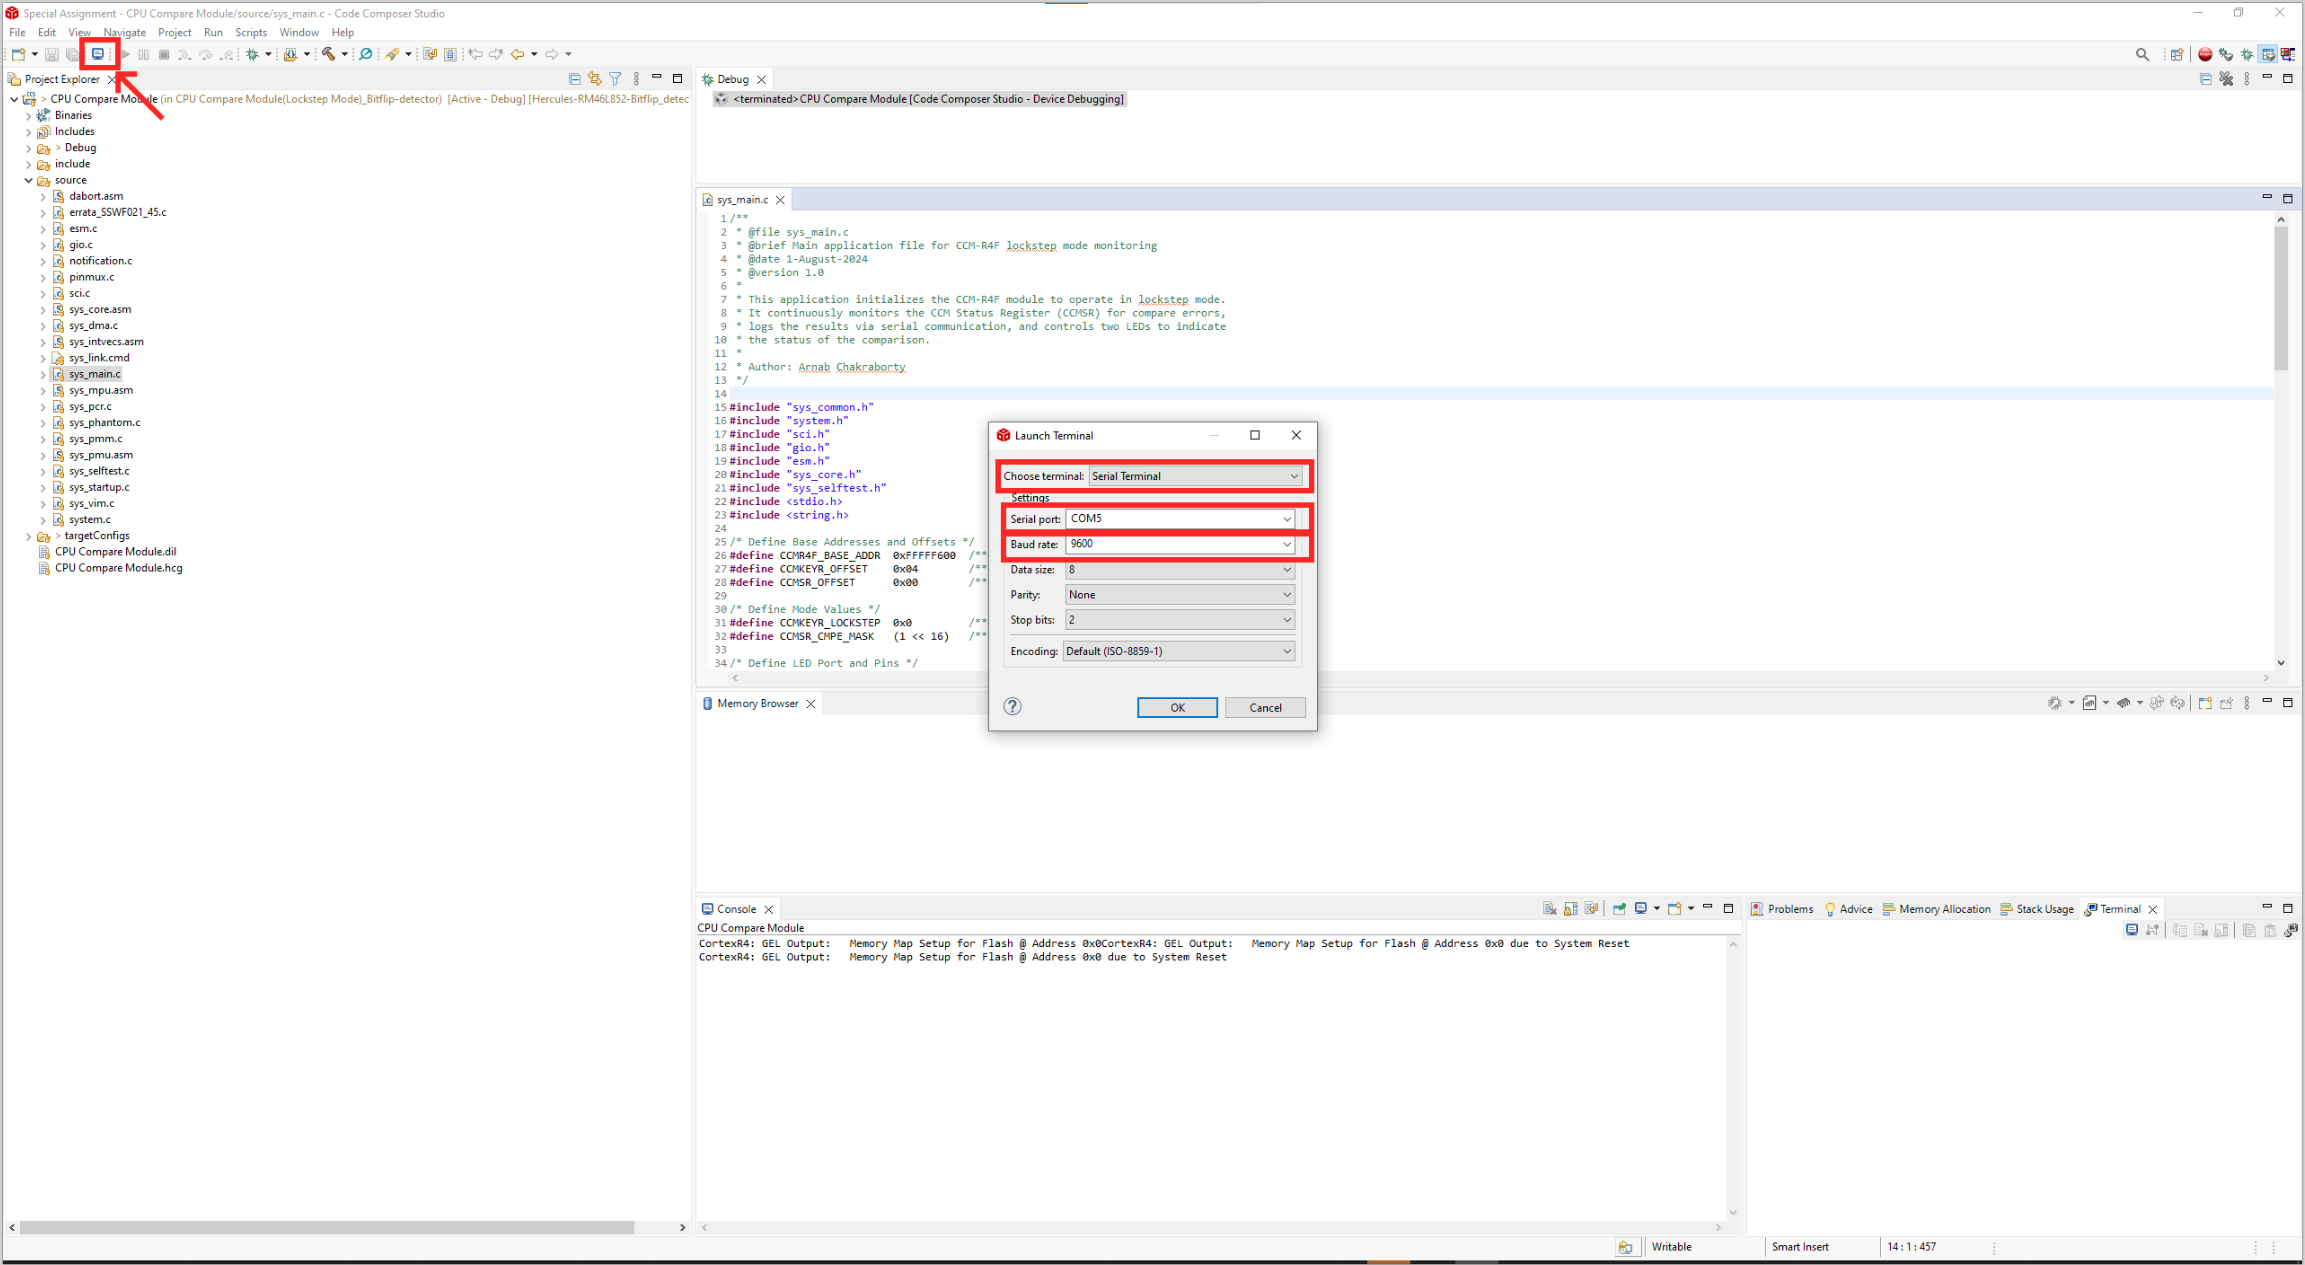 Special Assignment - CPU Compare Module/source/sys_main.c - Code Composer Studio
File Edit View Navigate Project Run Scripts Window Help
Project Explorer
CPU Compare Module (in CPU Compare Module(Lockstep Mode)_Bitflip-detector) [Active - Debug] [Hercules-RM46L852-Bitflip_detec
Binaries
Includes
> Debug
include
source
dabort.asm
errata_SSWF021_45.c
esm.c
gio.c
notification.c
pinmux.c
sci.c
sys_core.asm
sys_dma.c
sys_intvecs.asm
sys_link.cmd
sys_main.c
sys_mpu.asm
sys_pcr.c
sys_phantom.c
sys_pmm.c
sys_pmu.asm
sys_selftest.c
sys_startup.c
sys_vim.c
system.c
> targetConfigs
CPU Compare Module.dil
CPU Compare Module.hcg
Debug
<terminated>CPU Compare Module [Code Composer Studio - Device Debugging]
sys_main.c
1 /**
2 * @file sys_main.c
3 * @brief Main application file for CCM-R4F lockstep mode monitoring
4 * @date 1-August-2024
5 * @version 1.0
6 *
7 * This application initializes the CCM-R4F module to operate in lockstep mode.
8 * It continuously monitors the CCM Status Register (CCMSR) for compare errors,
9 * logs the results via serial communication, and controls two LEDs to indicate
10 * the status of the comparison.
11 *
12 * Author: Arnab Chakraborty
13 */
14
15 #include "sys_common.h"
16 #include "system.h"
17 #include "sci.h"
18 #include "gio.h"
19 #include "esm.h"
20 #include "sys_core.h"
21 #include "sys_selftest.h"
22 #include <stdio.h>
23 #include <string.h>
24
25 /* Define Base Addresses and Offsets */
26 #define CCMR4F_BASE_ADDR 0xFFFFF600 /**
27 #define CCMKEYR_OFFSET 0x04 /**
28 #define CCMSR_OFFSET 0x00 /**
29
30 /* Define Mode Values */
31 #define CCMKEYR_LOCKSTEP 0x0 /**
32 #define CCMSR_CMPE_MASK (1 << 16) /**
33
34 /* Define LED Port and Pins */
Launch Terminal
Choose terminal: Serial Terminal
Settings
Serial port: COM5
Baud rate: 9600
Data size: 8
Parity: None
Stop bits: 2
Encoding: Default (ISO-8859-1)
OK Cancel
Memory Browser
Console
CPU Compare Module
CortexR4: GEL Output: Memory Map Setup for Flash @ Address 0x0CortexR4: GEL Output: Memory Map Setup for Flash @ Address 0x0 due to System Reset
CortexR4: GEL Output: Memory Map Setup for Flash @ Address 0x0 due to System Reset
Problems Advice Memory Allocation Stack Usage Terminal
Writable Smart Insert 14 : 1 : 457